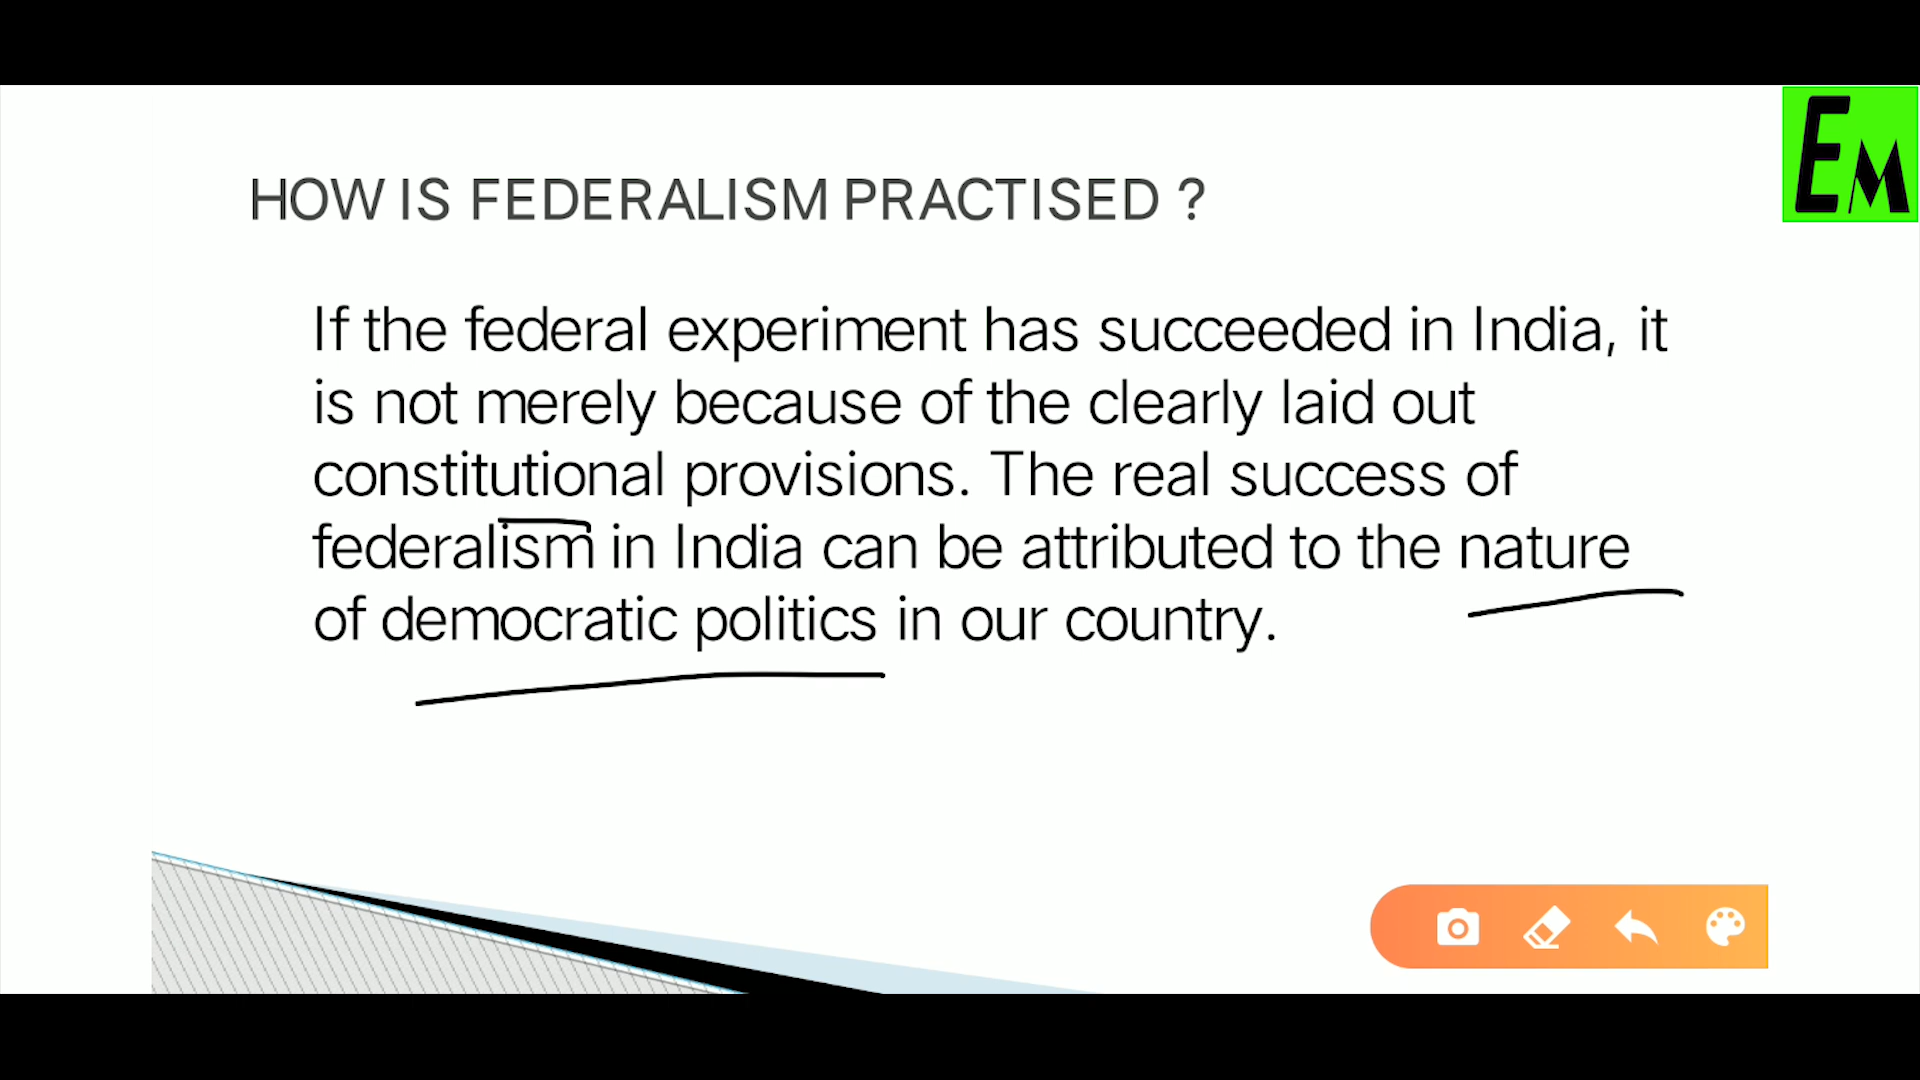 EM
HOW IS FEDERALISM PRACTISED ?
If the federal experiment has succeeded in India, it
is not merely because of the clearly laid out
constitutional provisions. The real success of
federalism in India can be attributed to the nature
of democratic politics in our country.